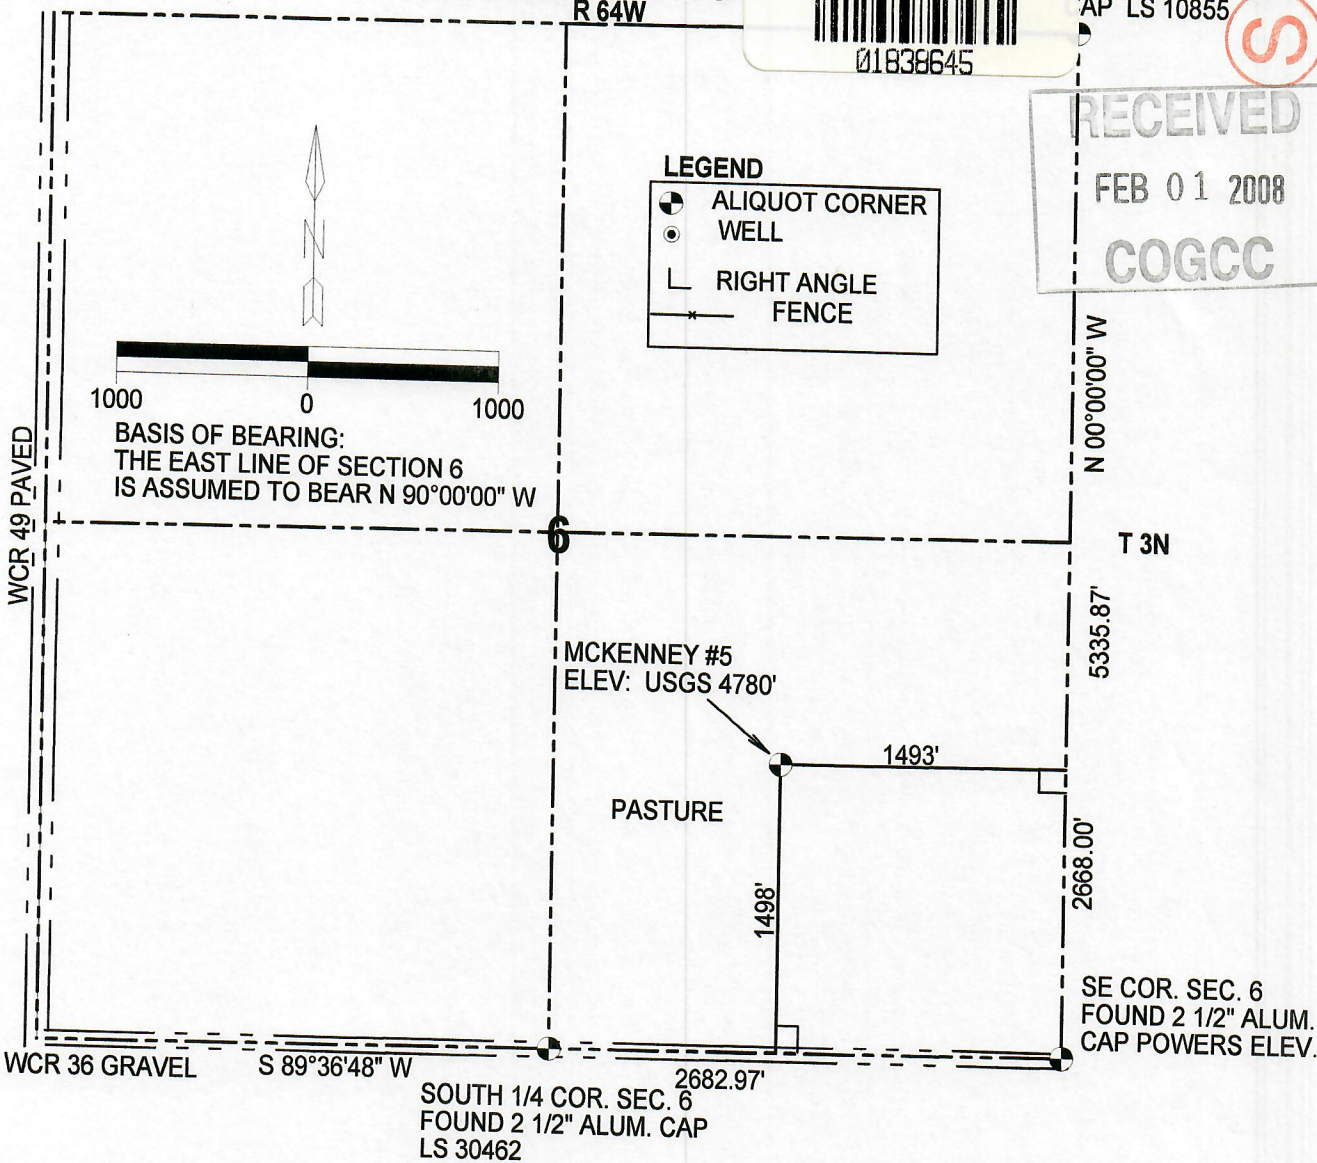 R 64W
CAP LS 10855
01838645
S
RECEIVED
FEB 01 2008
COGCC
LEGEND
ALIQUOT CORNER
WELL
RIGHT ANGLE
FENCE
N
1000 0 1000
BASIS OF BEARING:
THE EAST LINE OF SECTION 6
IS ASSUMED TO BEAR N 90°00'00" W
N 00°00'00" W
WCR 49 PAVED
6
T 3N
5335.87'
MCKENNEY #5
ELEV: USGS 4780'
1493'
PASTURE
1498'
2668.00'
SE COR. SEC. 6
FOUND 2 1/2" ALUM.
CAP POWERS ELEV.
WCR 36 GRAVEL
S 89°36'48" W
2682.97'
SOUTH 1/4 COR. SEC. 6
FOUND 2 1/2" ALUM. CAP
LS 30462